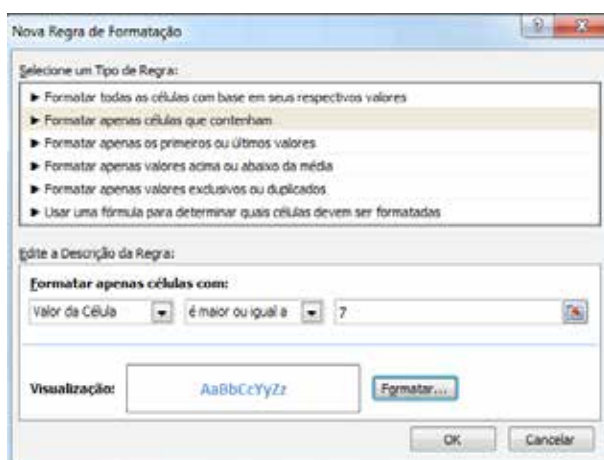 Nova Regra de Formatação
Selecione um Tipo de Regra:
► Formatar todas as células com base em seus respectivos valores
► Formatar apenas células que contenham
► Formatar apenas os primeiros ou últimos valores
► Formatar apenas valores acima ou abaixo da média
► Formatar apenas valores exclusivos ou duplicados
► Usar uma fórmula para determinar quais células devem ser formatadas
Edite a Descrição da Regra:
Formatar apenas células com:
Valor da Célula é maior ou igual a 7
Visualização: AaBbCcYyZz Formatar...
OK Cancelar